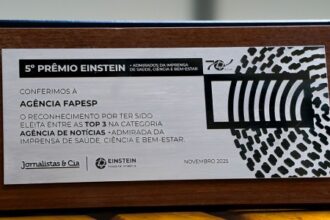 5º PRÊMIO EINSTEIN +ADMIRADOS DA IMPRENSA
DE SAÚDE, CIÊNCIA E BEM-ESTAR
70
CONFERIMOS À
AGÊNCIA FAPESP
O RECONHECIMENTO POR TER SIDO
ELEITA ENTRE AS TOP 3 NA CATEGORIA
AGÊNCIA DE NOTÍCIAS +ADMIRADA DA
IMPRENSA DE SAÚDE, CIÊNCIA E BEM-ESTAR.
Jornalistas&Cia
EINSTEIN
NOVEMBRO 2025